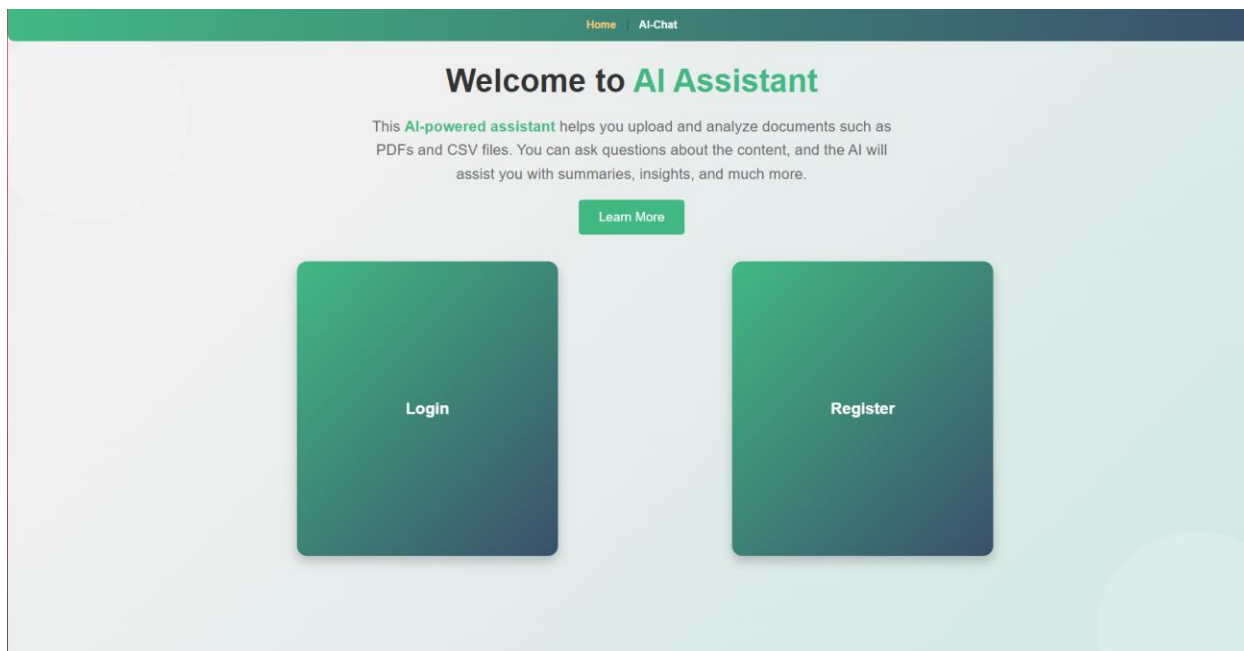 Home | AI-Chat
Welcome to AI Assistant
This AI-powered assistant helps you upload and analyze documents such as
PDFs and CSV files. You can ask questions about the content, and the AI will
assist you with summaries, insights, and much more.
Learn More
Login
Register